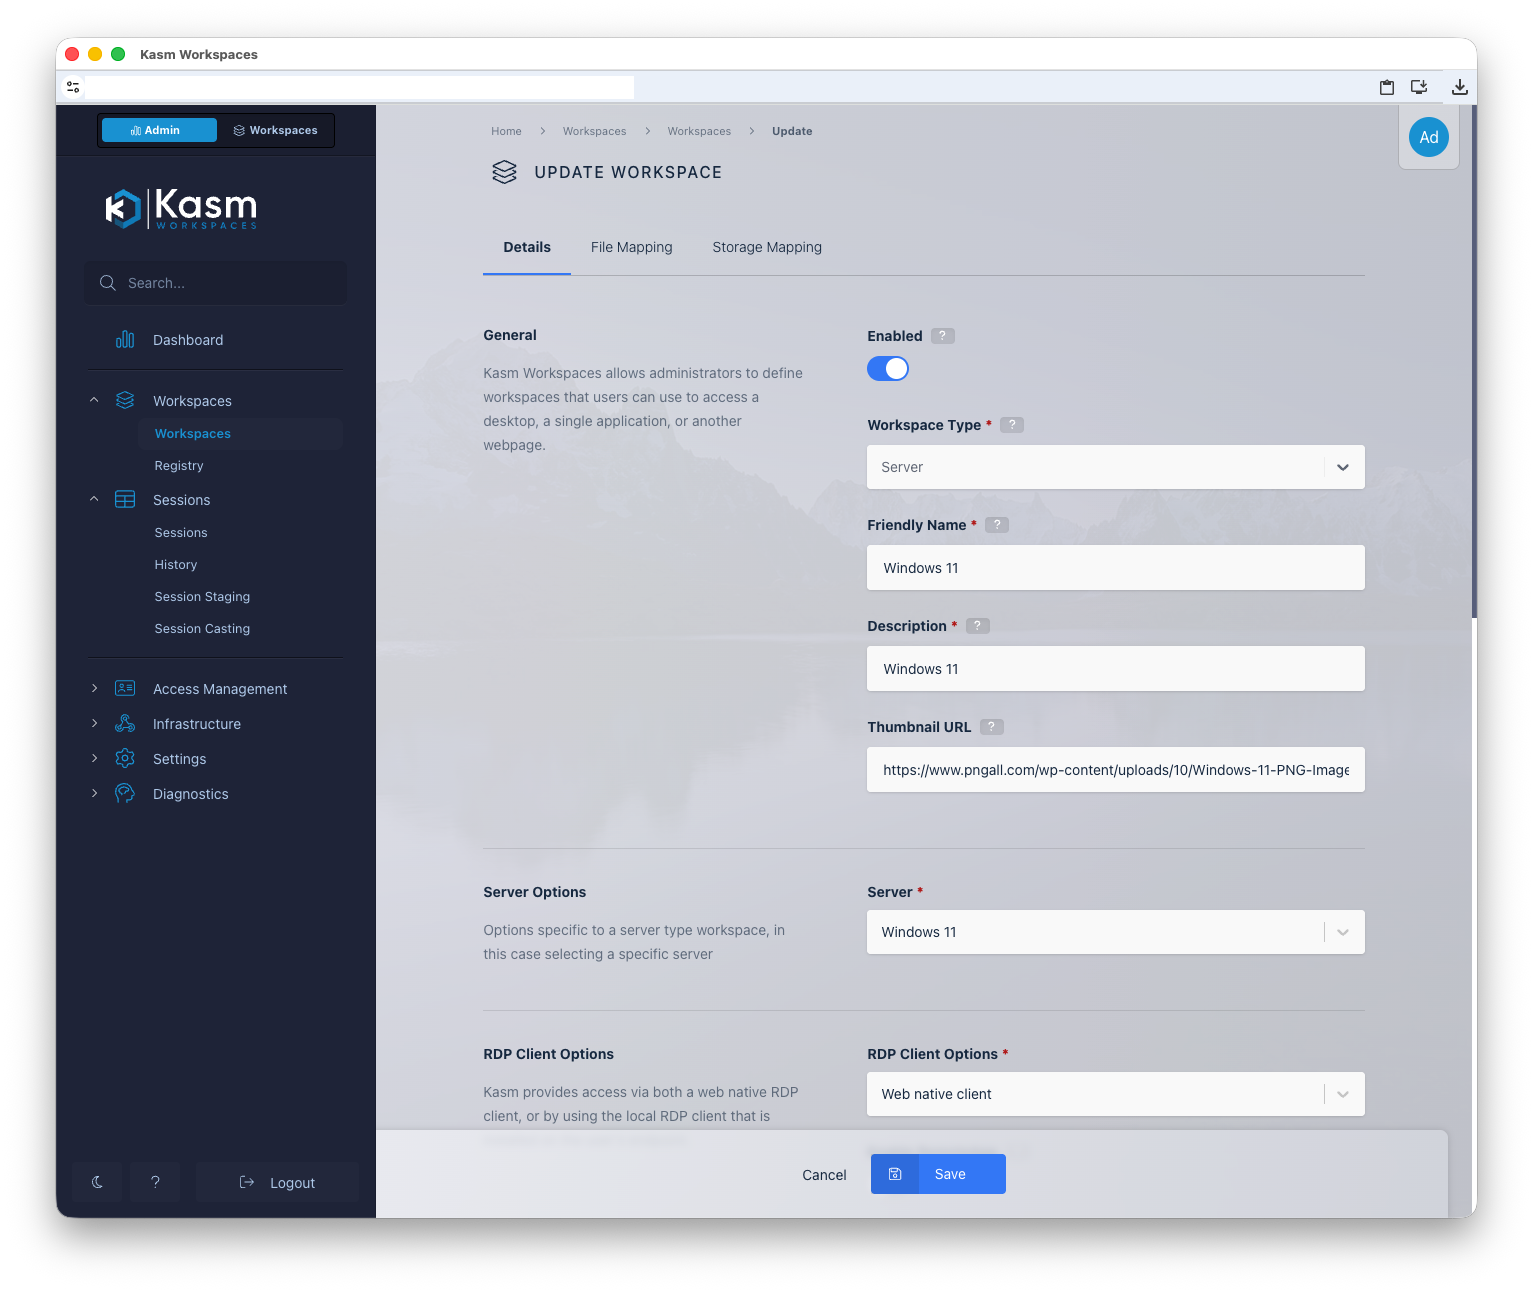 Kasm Workspaces
Admin
Workspaces
Kasm
WORKSPACES
Search...
Dashboard
Workspaces
Workspaces
Registry
Sessions
Sessions
History
Session Staging
Session Casting
Access Management
Infrastructure
Settings
Diagnostics
?
Logout
Home > Workspaces > Workspaces > Update
Ad
UPDATE WORKSPACE
Details
File Mapping
Storage Mapping
General
Kasm Workspaces allows administrators to define
workspaces that users can use to access a
desktop, a single application, or another
webpage.
Enabled ?
Workspace Type * ?
Server
Friendly Name * ?
Windows 11
Description * ?
Windows 11
Thumbnail URL ?
https://www.pngall.com/wp-content/uploads/10/Windows-11-PNG-Image
Server Options
Options specific to a server type workspace, in
this case selecting a specific server
Server *
Windows 11
RDP Client Options
Kasm provides access via both a web native RDP
client, or by using the local RDP client that is
RDP Client Options *
Web native client
Cancel
Save